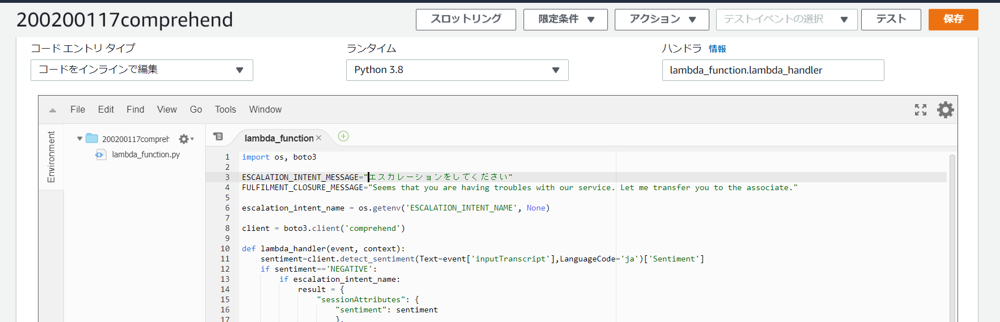 200200117comprehend
スロットリング
限定条件
アクション
テストイベントの選択
テスト
保存
コード エントリ タイプ
ランタイム
ハンドラ 情報
コードをインラインで編集
Python 3.8
lambda_function.lambda_handler
File Edit Find View Go Tools Window
Environment
200200117compreh
lambda_function.py
lambda_function
1 import os, boto3
2
3 ESCALATION_INTENT_MESSAGE="エスカレーションをしてください"
4 FULFILMENT_CLOSURE_MESSAGE="Seems that you are having troubles with our service. Let me transfer you to the associate."
5
6 escalation_intent_name = os.getenv('ESCALATION_INTENT_NAME', None)
7
8 client = boto3.client('comprehend')
9
10 def lambda_handler(event, context):
11 sentiment=client.detect_sentiment(Text=event['inputTranscript'],LanguageCode='ja')['Sentiment']
12 if sentiment=='NEGATIVE':
13 if escalation_intent_name:
14 result = {
15 "sessionAttributes": {
16 "sentiment": sentiment
17 },